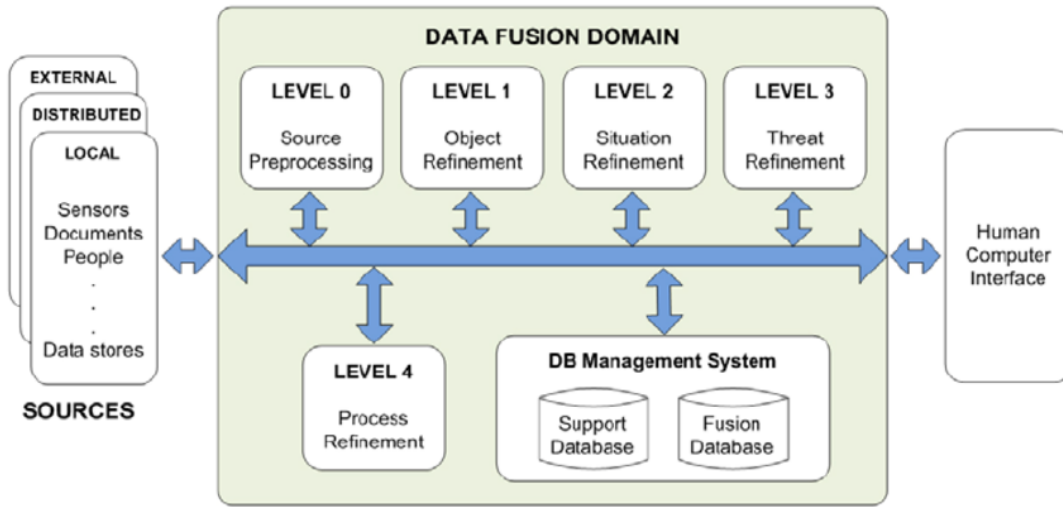 DATA FUSION DOMAIN
EXTERNAL
DISTRIBUTED
LOCAL
Sensors
Documents
People
.
.
.
Data stores
SOURCES
LEVEL 0
Source
Preprocessing
LEVEL 1
Object
Refinement
LEVEL 2
Situation
Refinement
LEVEL 3
Threat
Refinement
Human
Computer
Interface
LEVEL 4
Process
Refinement
DB Management System
Support
Database
Fusion
Database